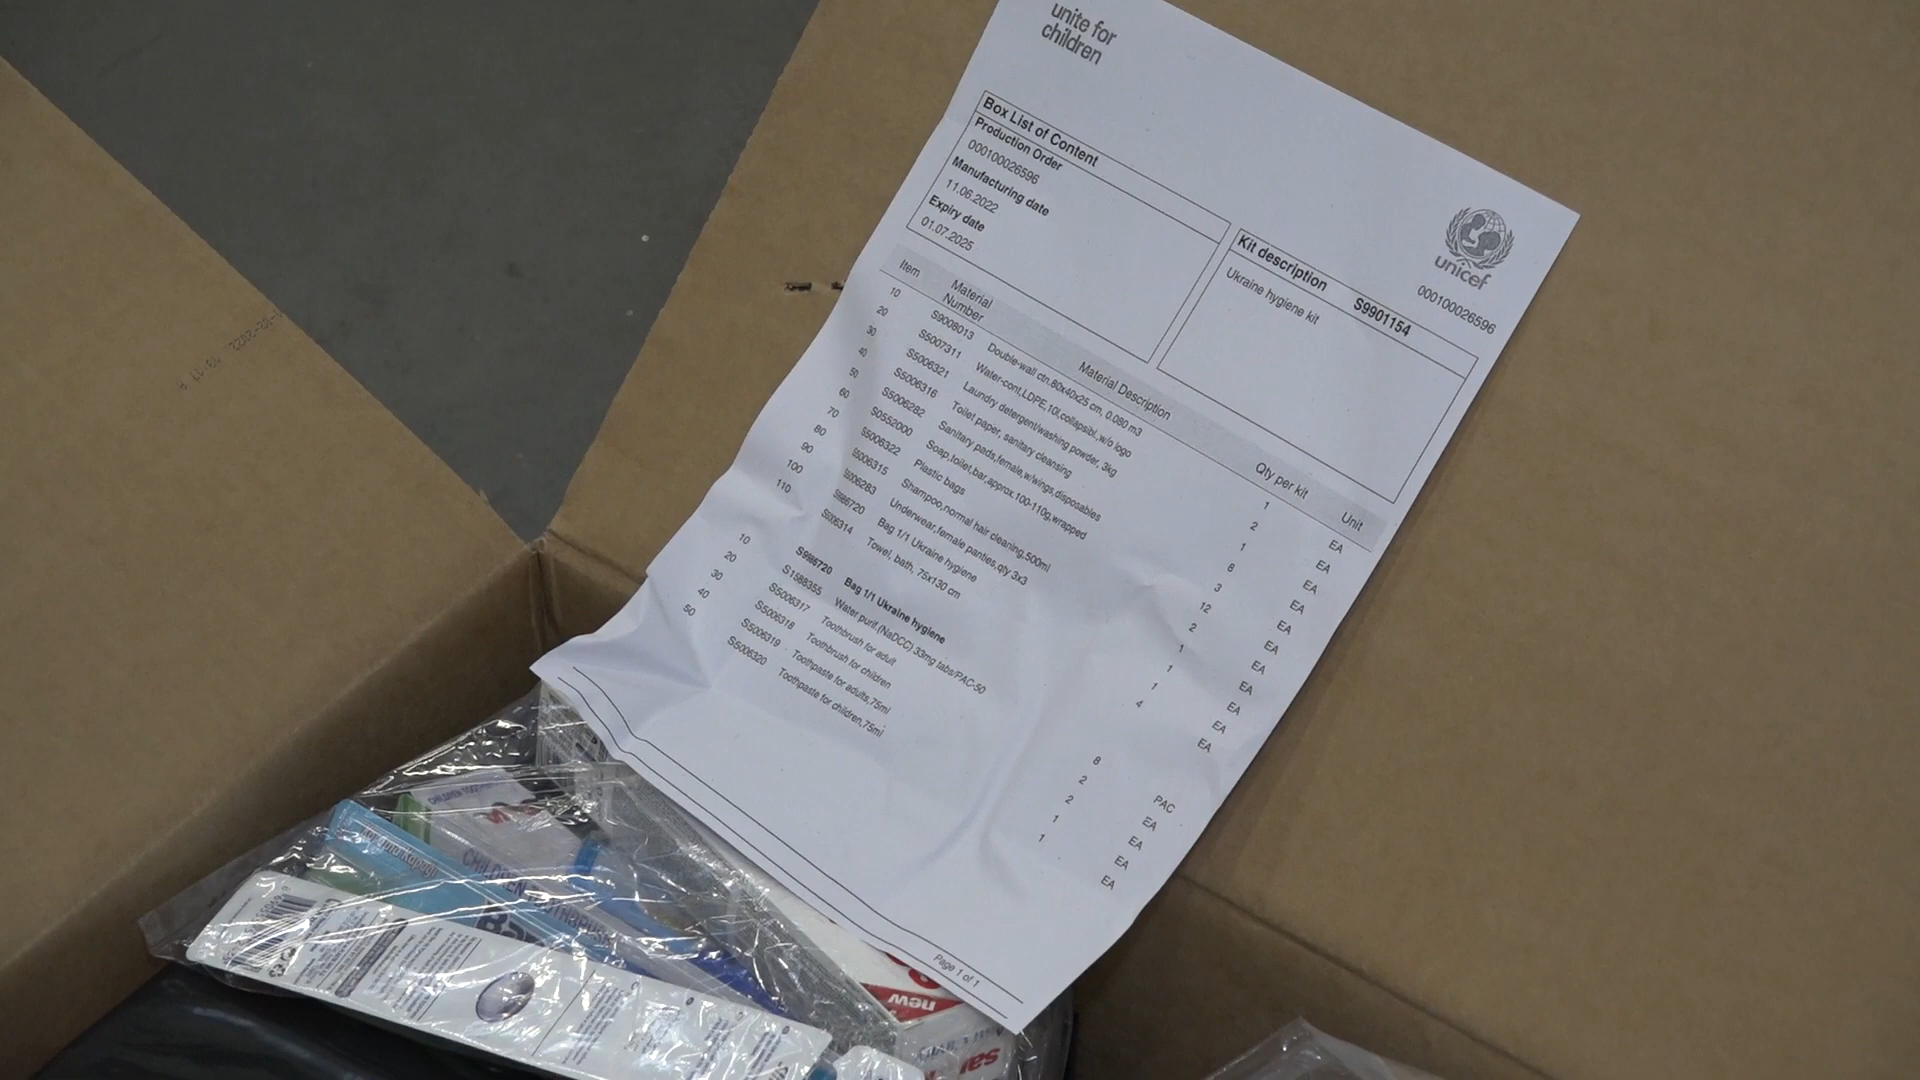 unite for
children
unicef
000100026596
Box List of Content
Production Order
000100026596
Manufacturing date
11.06.2022
Expiry date
01.07.2025
Kit description S9901154
Ukraine hygiene kit
Item Material Number Material Description Qty per kit Unit
10 S9008013 Double-wall ctn.80x40x25 cm, 0.080 m3 1 EA
20 S5007311 Water-cont,LDPE,10l,collapsibl.,w/o logo 2 EA
30 S5006321 Laundry detergent/washing powder, 3kg 1 EA
40 S5006316 Toilet paper, sanitary cleansing 8 EA
50 S5006282 Sanitary pads,female,w/wings,disposables 3 EA
60 S0552000 Soap,toilet,bar,approx.100-110g,wrapped 12 EA
70 S5006322 Plastic bags 2 EA
80 S5006315 Shampoo,normal hair cleaning,500ml 1 EA
90 S5006283 Underwear,female panties,qty 3x3 1 EA
100 S9986720 Bag 1/1 Ukraine hygiene 1 EA
110 S5006314 Towel, bath, 75x130 cm 4 EA
S9986720 Bag 1/1 Ukraine hygiene
10 S1588355 Water purif.(NaDCC) 33mg tabs/PAC-50 8 PAC
20 S5006317 Toothbrush for adult 2 EA
30 S5006318 Toothbrush for children 2 EA
40 S5006319 Toothpaste for adults,75ml 1 EA
50 S5006320 Toothpaste for children,75ml 1 EA
Page 1 of 1
CHILDREN
new